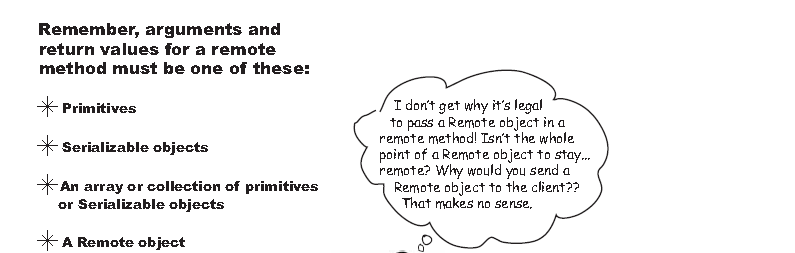 Remember, arguments and
return values for a remote
method must be one of these:
Primitives
Serializable objects
An array or collection of primitives
or Serializable objects
A Remote object
I don't get why it's legal
to pass a Remote object in a
remote method! Isn't the whole
point of a Remote object to stay...
remote? Why would you send a
Remote object to the client??
That makes no sense.